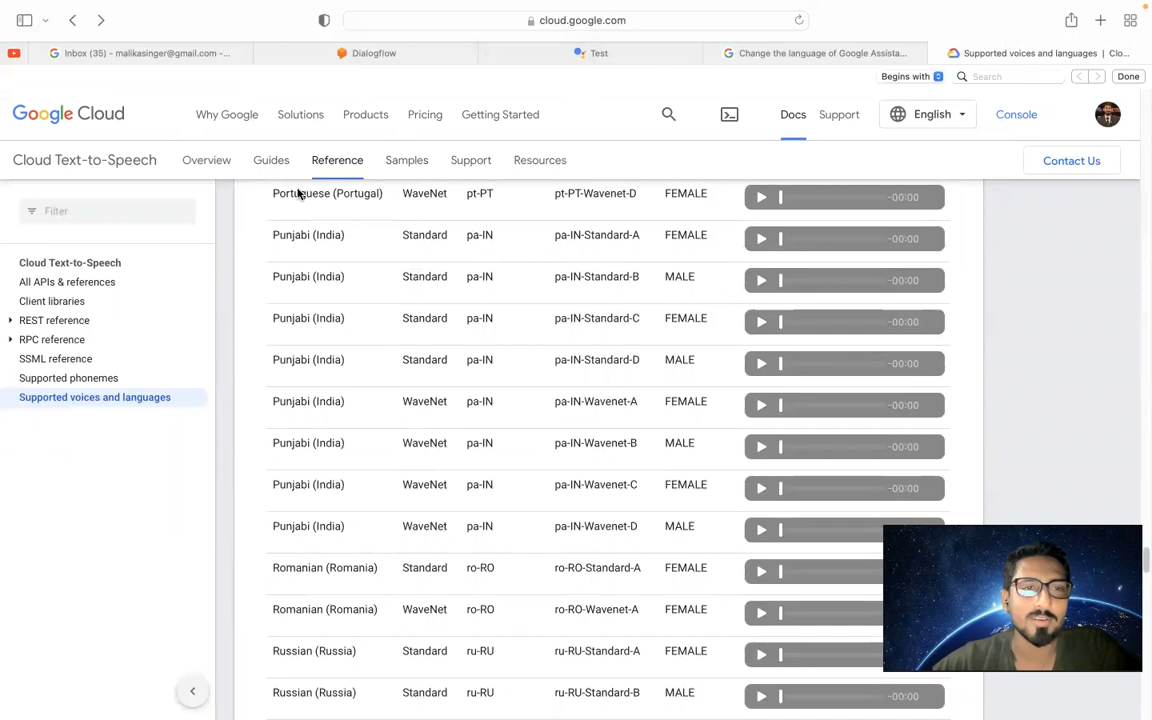 cloud.google.com
Inbox (35) - malikasinger@gmail.com -...
Dialogflow
Test
Change the language of Google Assista...
Supported voices and languages | Clo...
Begins with
Search
Done
Google Cloud
Why Google
Solutions
Products
Pricing
Getting Started
Docs
Support
English
Console
Cloud Text-to-Speech
Overview
Guides
Reference
Samples
Support
Resources
Contact Us
Filter
Cloud Text-to-Speech
All APIs & references
Client libraries
REST reference
RPC reference
SSML reference
Supported phonemes
Supported voices and languages
Portuguese (Portugal) WaveNet pt-PT pt-PT-Wavenet-D FEMALE -00:00
Punjabi (India) Standard pa-IN pa-IN-Standard-A FEMALE -00:00
Punjabi (India) Standard pa-IN pa-IN-Standard-B MALE -00:00
Punjabi (India) Standard pa-IN pa-IN-Standard-C FEMALE -00:00
Punjabi (India) Standard pa-IN pa-IN-Standard-D MALE -00:00
Punjabi (India) WaveNet pa-IN pa-IN-Wavenet-A FEMALE -00:00
Punjabi (India) WaveNet pa-IN pa-IN-Wavenet-B MALE -00:00
Punjabi (India) WaveNet pa-IN pa-IN-Wavenet-C FEMALE -00:00
Punjabi (India) WaveNet pa-IN pa-IN-Wavenet-D MALE
Romanian (Romania) Standard ro-RO ro-RO-Standard-A FEMALE
Romanian (Romania) WaveNet ro-RO ro-RO-Wavenet-A FEMALE
Russian (Russia) Standard ru-RU ru-RU-Standard-A FEMALE
Russian (Russia) Standard ru-RU ru-RU-Standard-B MALE -00:00